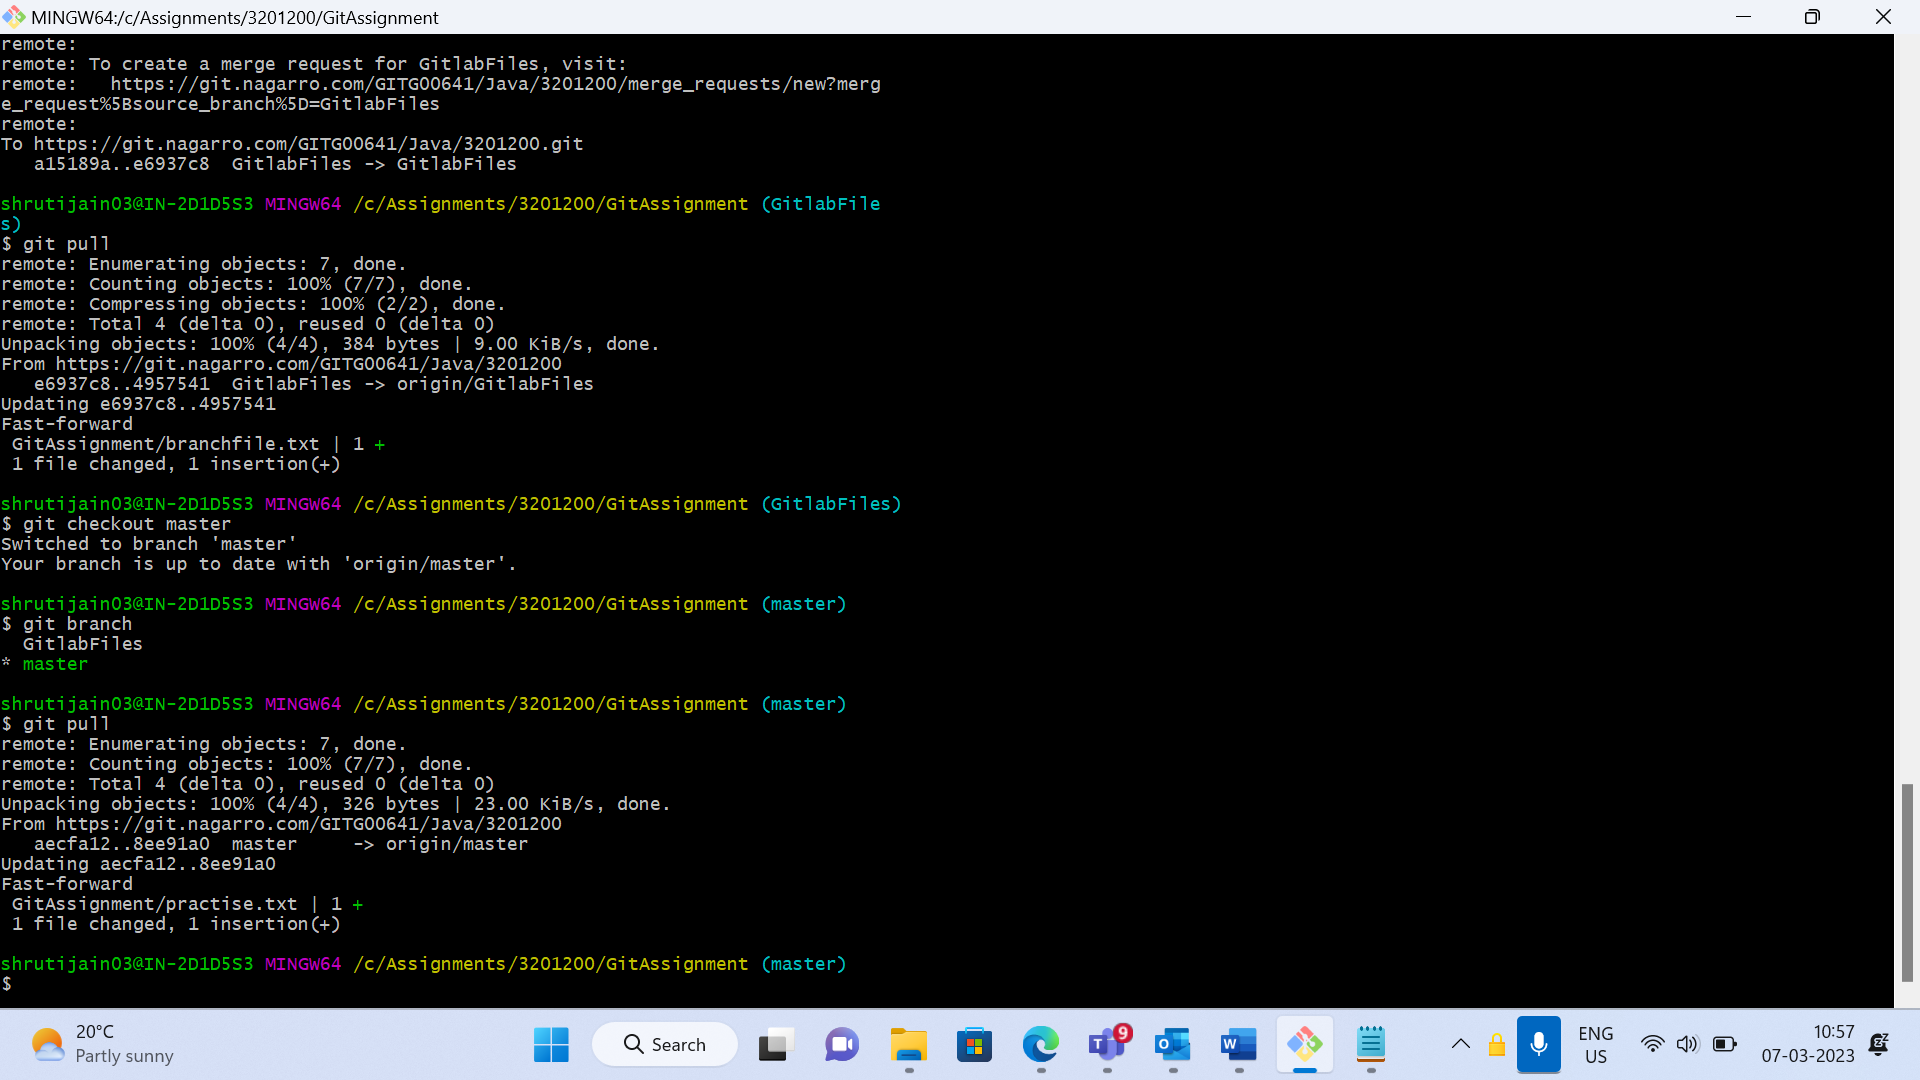 MINGW64:/c/Assignments/3201200/GitAssignment
remote:
remote: To create a merge request for GitlabFiles, visit:
remote:   https://git.nagarro.com/GITG00641/Java/3201200/merge_requests/new?merg
e_request%5Bsource_branch%5D=GitlabFiles
remote:
To https://git.nagarro.com/GITG00641/Java/3201200.git
   a15189a..e6937c8  GitlabFiles -> GitlabFiles
shrutijain03@IN-2D1D5S3 MINGW64 /c/Assignments/3201200/GitAssignment (GitlabFile
s)
$ git pull
remote: Enumerating objects: 7, done.
remote: Counting objects: 100% (7/7), done.
remote: Compressing objects: 100% (2/2), done.
remote: Total 4 (delta 0), reused 0 (delta 0)
Unpacking objects: 100% (4/4), 384 bytes | 9.00 KiB/s, done.
From https://git.nagarro.com/GITG00641/Java/3201200
   e6937c8..4957541  GitlabFiles -> origin/GitlabFiles
Updating e6937c8..4957541
Fast-forward
 GitAssignment/branchfile.txt | 1 +
 1 file changed, 1 insertion(+)
shrutijain03@IN-2D1D5S3 MINGW64 /c/Assignments/3201200/GitAssignment (GitlabFiles)
$ git checkout master
Switched to branch 'master'
Your branch is up to date with 'origin/master'.
shrutijain03@IN-2D1D5S3 MINGW64 /c/Assignments/3201200/GitAssignment (master)
$ git branch
  GitlabFiles
* master
shrutijain03@IN-2D1D5S3 MINGW64 /c/Assignments/3201200/GitAssignment (master)
$ git pull
remote: Enumerating objects: 7, done.
remote: Counting objects: 100% (7/7), done.
remote: Total 4 (delta 0), reused 0 (delta 0)
Unpacking objects: 100% (4/4), 326 bytes | 23.00 KiB/s, done.
From https://git.nagarro.com/GITG00641/Java/3201200
   aecfa12..8ee91a0  master     -> origin/master
Updating aecfa12..8ee91a0
Fast-forward
 GitAssignment/practise.txt | 1 +
 1 file changed, 1 insertion(+)
shrutijain03@IN-2D1D5S3 MINGW64 /c/Assignments/3201200/GitAssignment (master)
$
20°C
Partly sunny
Search
T
9
O
W
ENG
US
10:57
07-03-2023